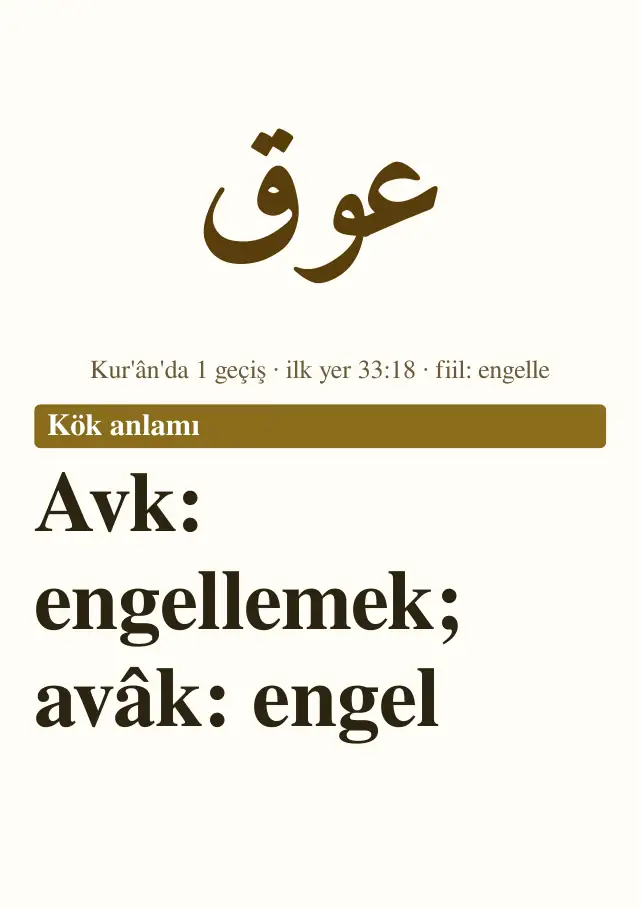 عوق
Kur'ân'da 1 geçiş · ilk yer 33:18 · fiil: engelle
Kök anlamı
Avk:
engellemek;
avâk: engel